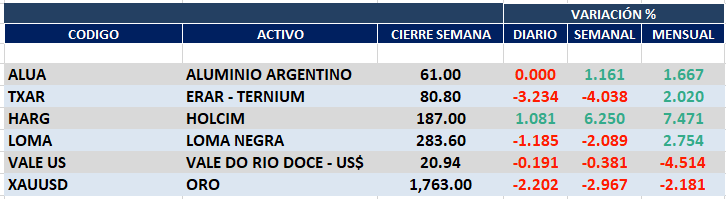 VARIACIÓN %
CODIGO ACTIVO CIERRE SEMANA DIARIO SEMANAL MENSUAL
ALUA ALUMINIO ARGENTINO 61.00 0.000 1.161 1.667
TXAR ERAR - TERNIUM 80.80 -3.234 -4.038 2.020
HARG HOLCIM 187.00 1.081 6.250 7.471
LOMA LOMA NEGRA 283.60 -1.185 -2.089 2.754
VALE US VALE DO RIO DOCE - US$ 20.94 -0.191 -0.381 -4.514
XAUUSD ORO 1,763.00 -2.202 -2.967 -2.181